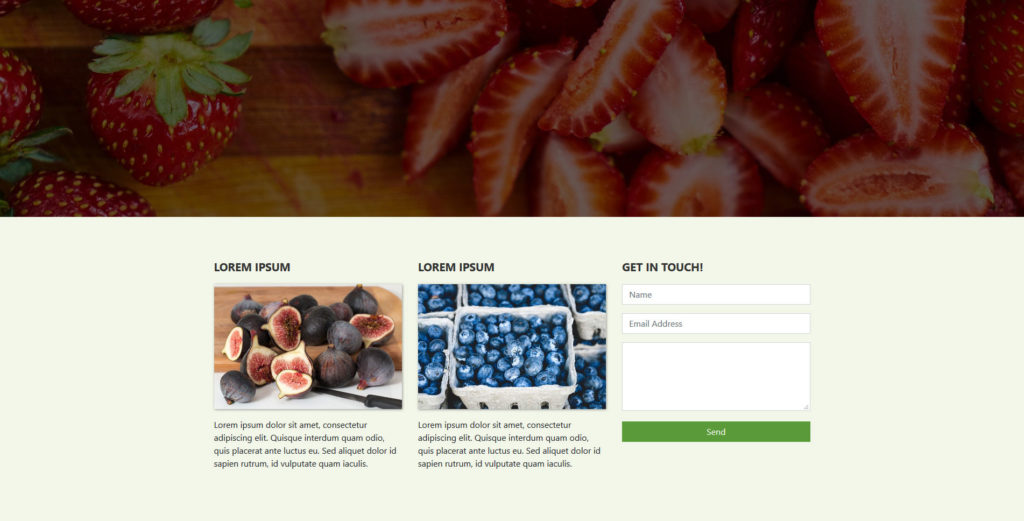 LOREM IPSUM
Lorem ipsum dolor sit amet, consectetur
adipiscing elit. Quisque interdum quam odio,
quis placerat ante luctus eu. Sed aliquet dolor id
sapien rutrum, id vulputate quam iaculis.
LOREM IPSUM
Lorem ipsum dolor sit amet, consectetur
adipiscing elit. Quisque interdum quam odio,
quis placerat ante luctus eu. Sed aliquet dolor id
sapien rutrum, id vulputate quam iaculis.
GET IN TOUCH!
Name
Email Address
Send